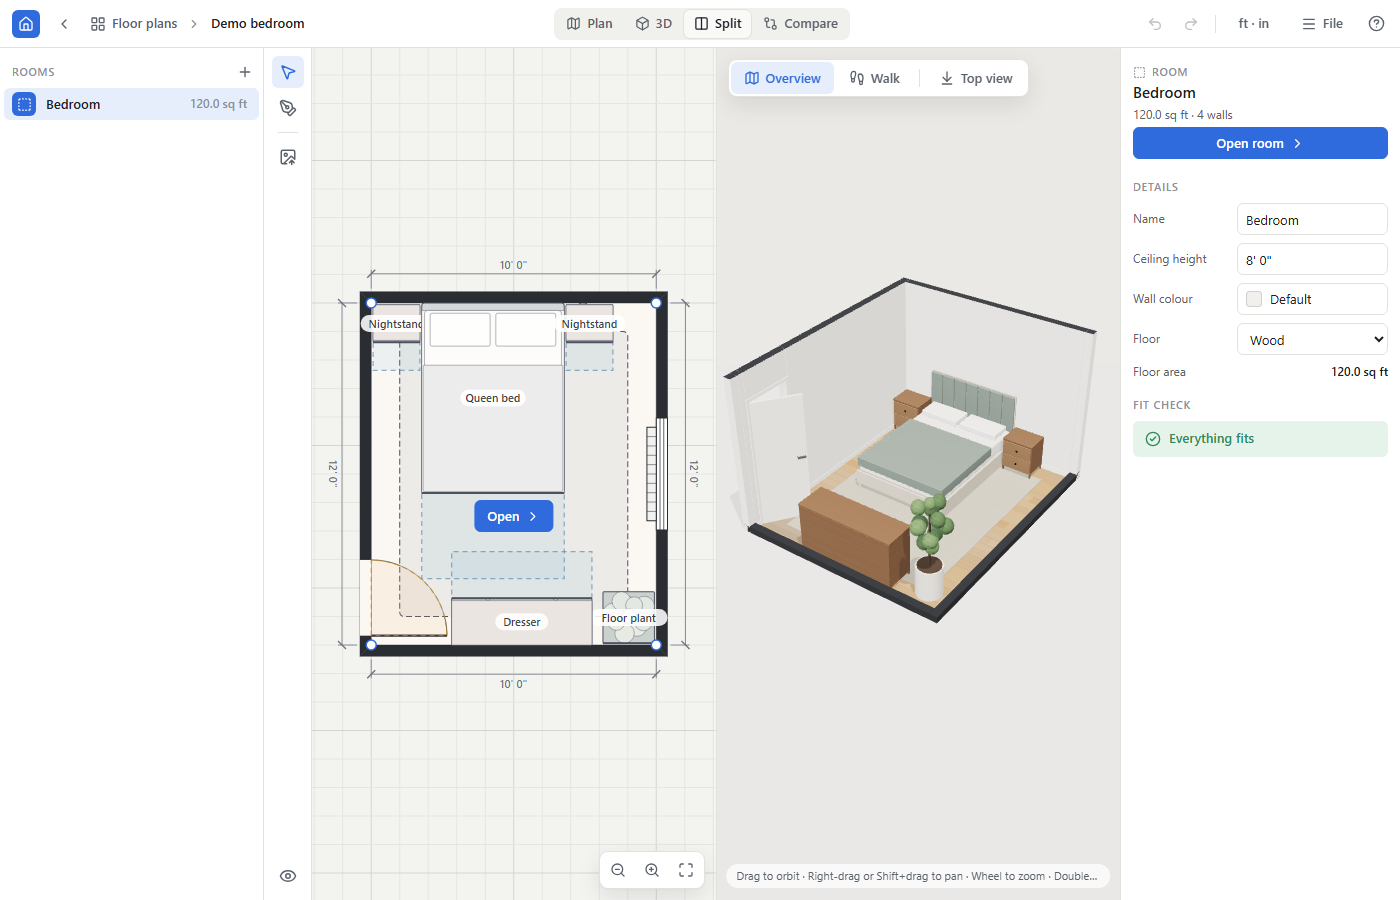 Floor plans
Demo bedroom
Plan
3D
Split
Compare
ft · in
File
ROOMS
Bedroom
120.0 sq ft
Overview
Walk
Top view
10' 0"
12' 0"
12' 0"
10' 0"
Nightstand
Nightstand
Queen bed
Open
Dresser
Floor plant
Drag to orbit · Right-drag or Shift+drag to pan · Wheel to zoom · Double...
ROOM
Bedroom
120.0 sq ft · 4 walls
Open room
DETAILS
Name
Bedroom
Ceiling height
8' 0"
Wall colour
Default
Floor
Wood
Floor area
120.0 sq ft
FIT CHECK
Everything fits